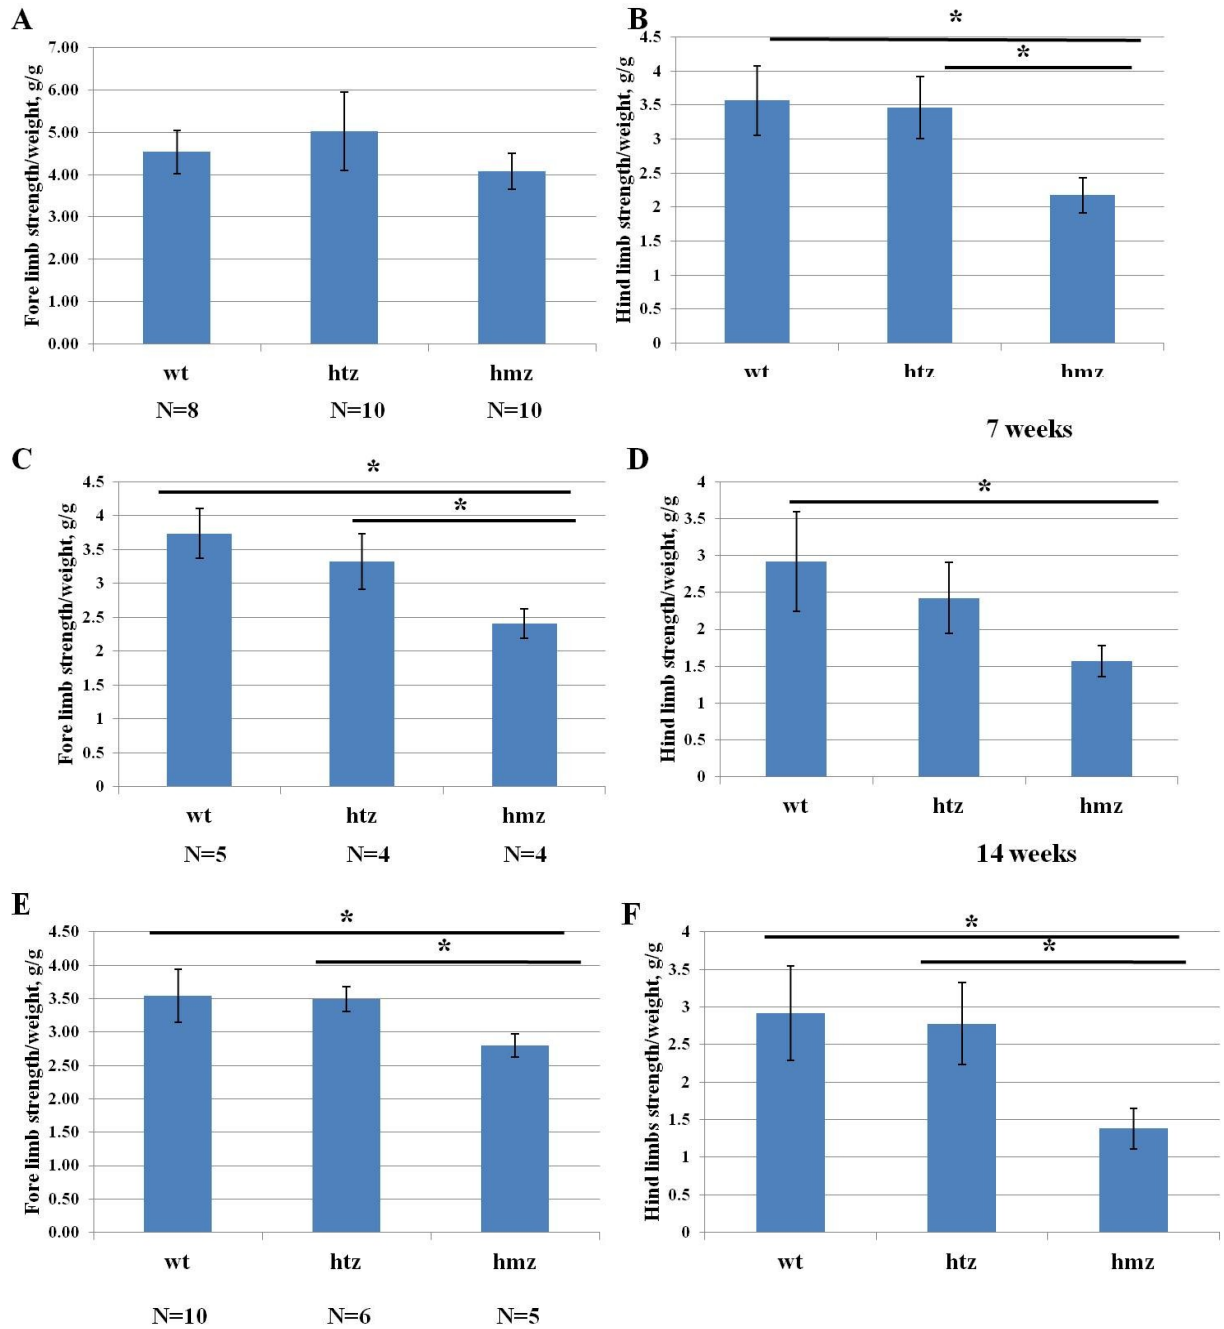 A
Fore limb strength/weight, g/g
7.00
6.00
5.00
4.00
3.00
2.00
1.00
0.00
wt htz hmz
N=8 N=10 N=10
B
*
*
Hind limb strength/weight, g/g
4.5
4
3.5
3
2.5
2
1.5
1
0.5
0
wt htz hmz
7 weeks
C
*
*
Fore limb strength/weight, g/g
4.5
4
3.5
3
2.5
2
1.5
1
0.5
0
wt htz hmz
N=5 N=4 N=4
D
*
Hind limb strength/weight, g/g
4
3.5
3
2.5
2
1.5
1
0.5
0
wt htz hmz
14 weeks
E
*
*
Fore limb strength/weight, g/g
4.50
4.00
3.50
3.00
2.50
2.00
1.50
1.00
0.50
0.00
wt htz hmz
N=10 N=6 N=5
F
*
*
Hind limbs strength/weight, g/g
4
3.5
3
2.5
2
1.5
1
0.5
0
wt htz hmz